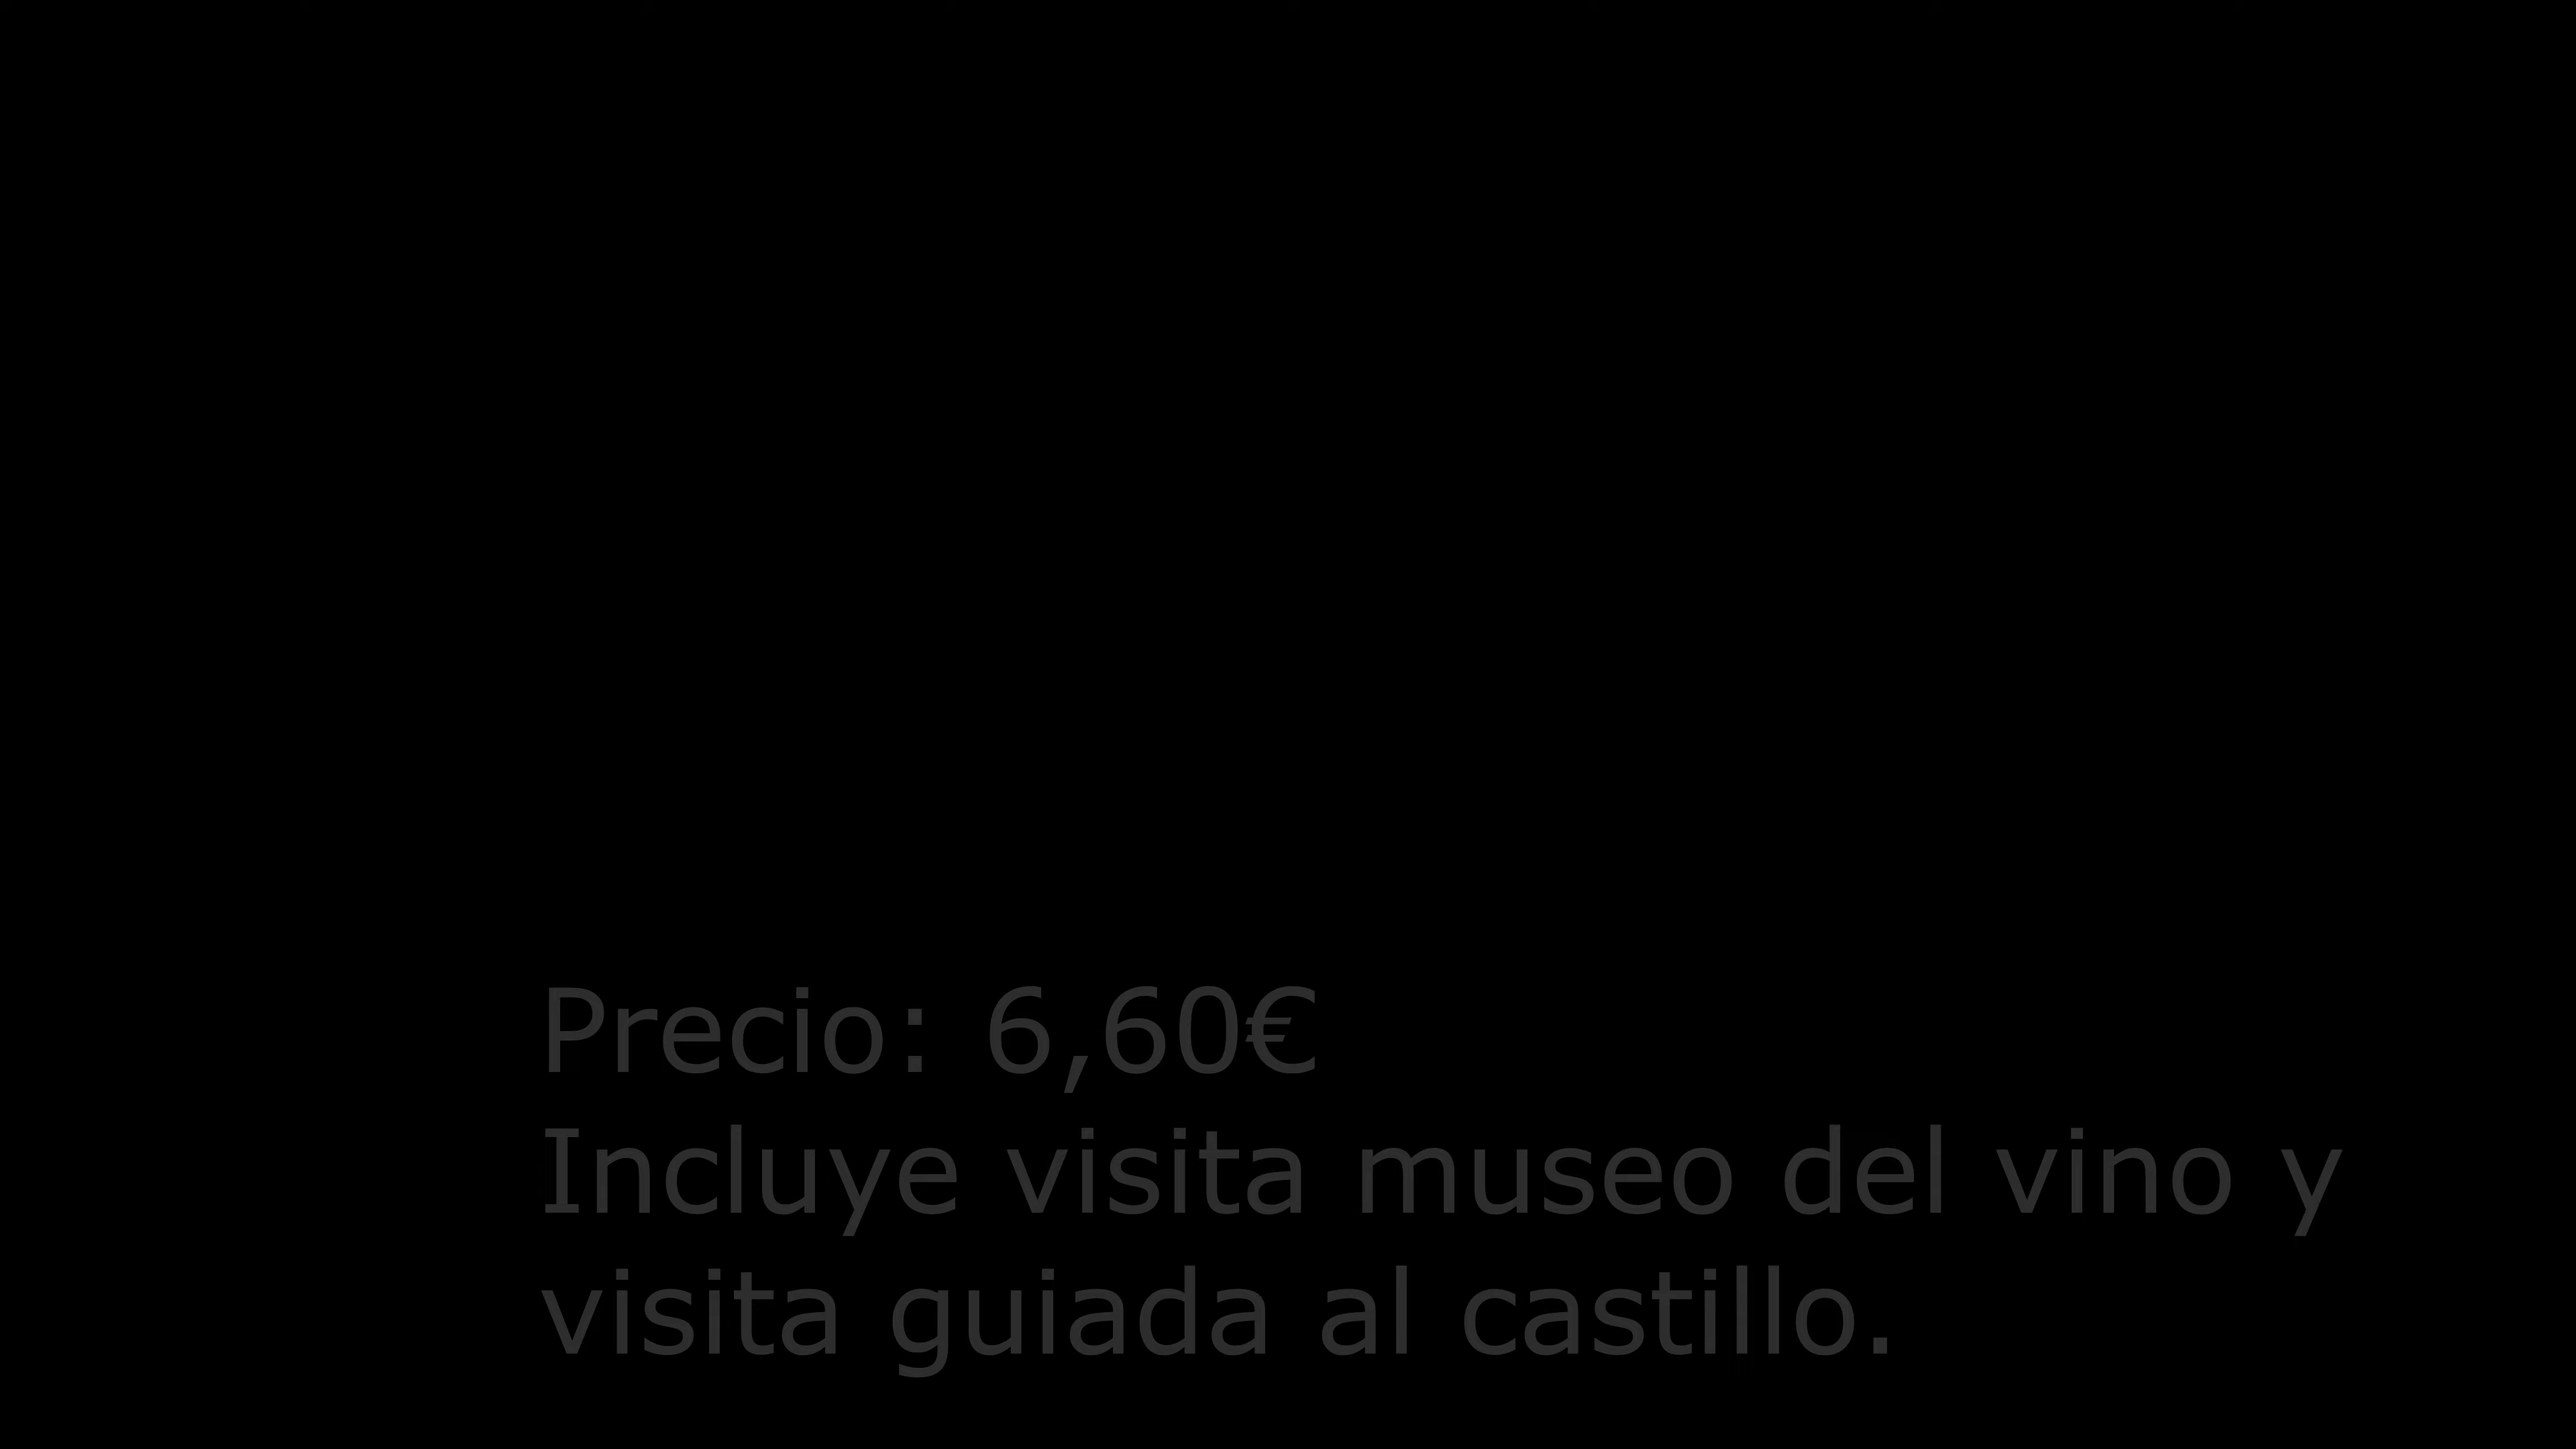 Precio: 6,60€
Incluye visita museo del vino y
visita guiada al castillo.